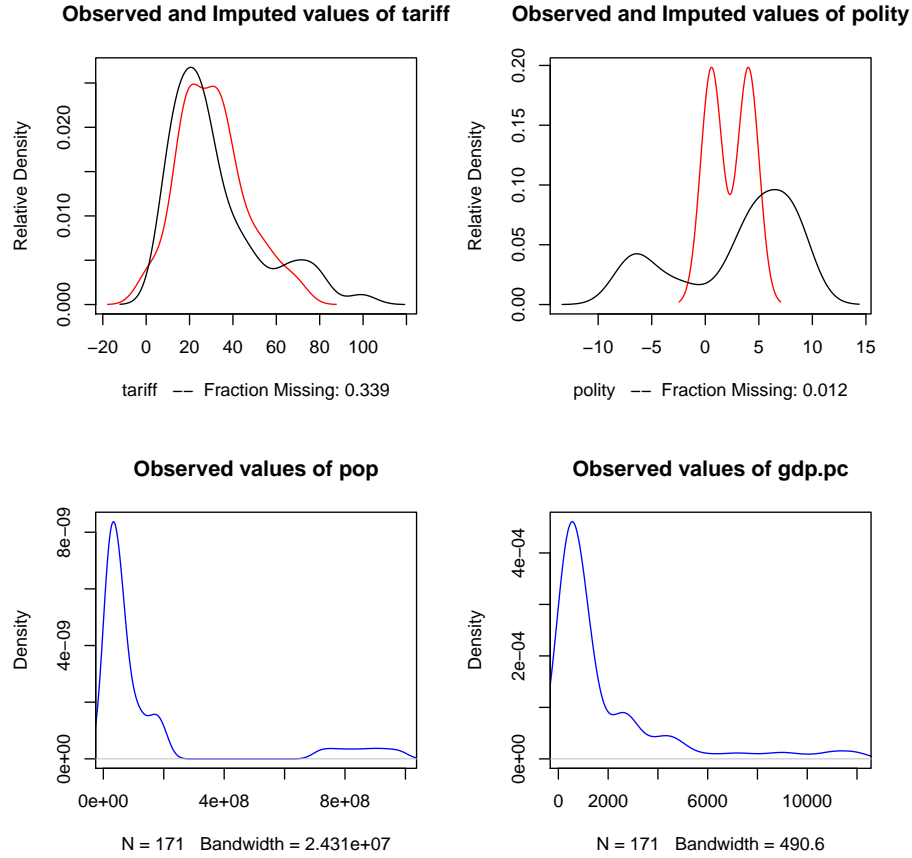 Observed and Imputed values of tariff
Relative Density
0.000 0.010 0.020
−20 0 20 40 60 80 100
tariff −− Fraction Missing: 0.339
Observed and Imputed values of polity
Relative Density
0.00 0.05 0.10 0.15 0.20
−10 −5 0 5 10 15
polity −− Fraction Missing: 0.012
Observed values of pop
Density
0e+00 4e−09 8e−09
0e+00 4e+08 8e+08
N = 171 Bandwidth = 2.431e+07
Observed values of gdp.pc
Density
0e+00 2e−04 4e−04
0 2000 6000 10000
N = 171 Bandwidth = 490.6